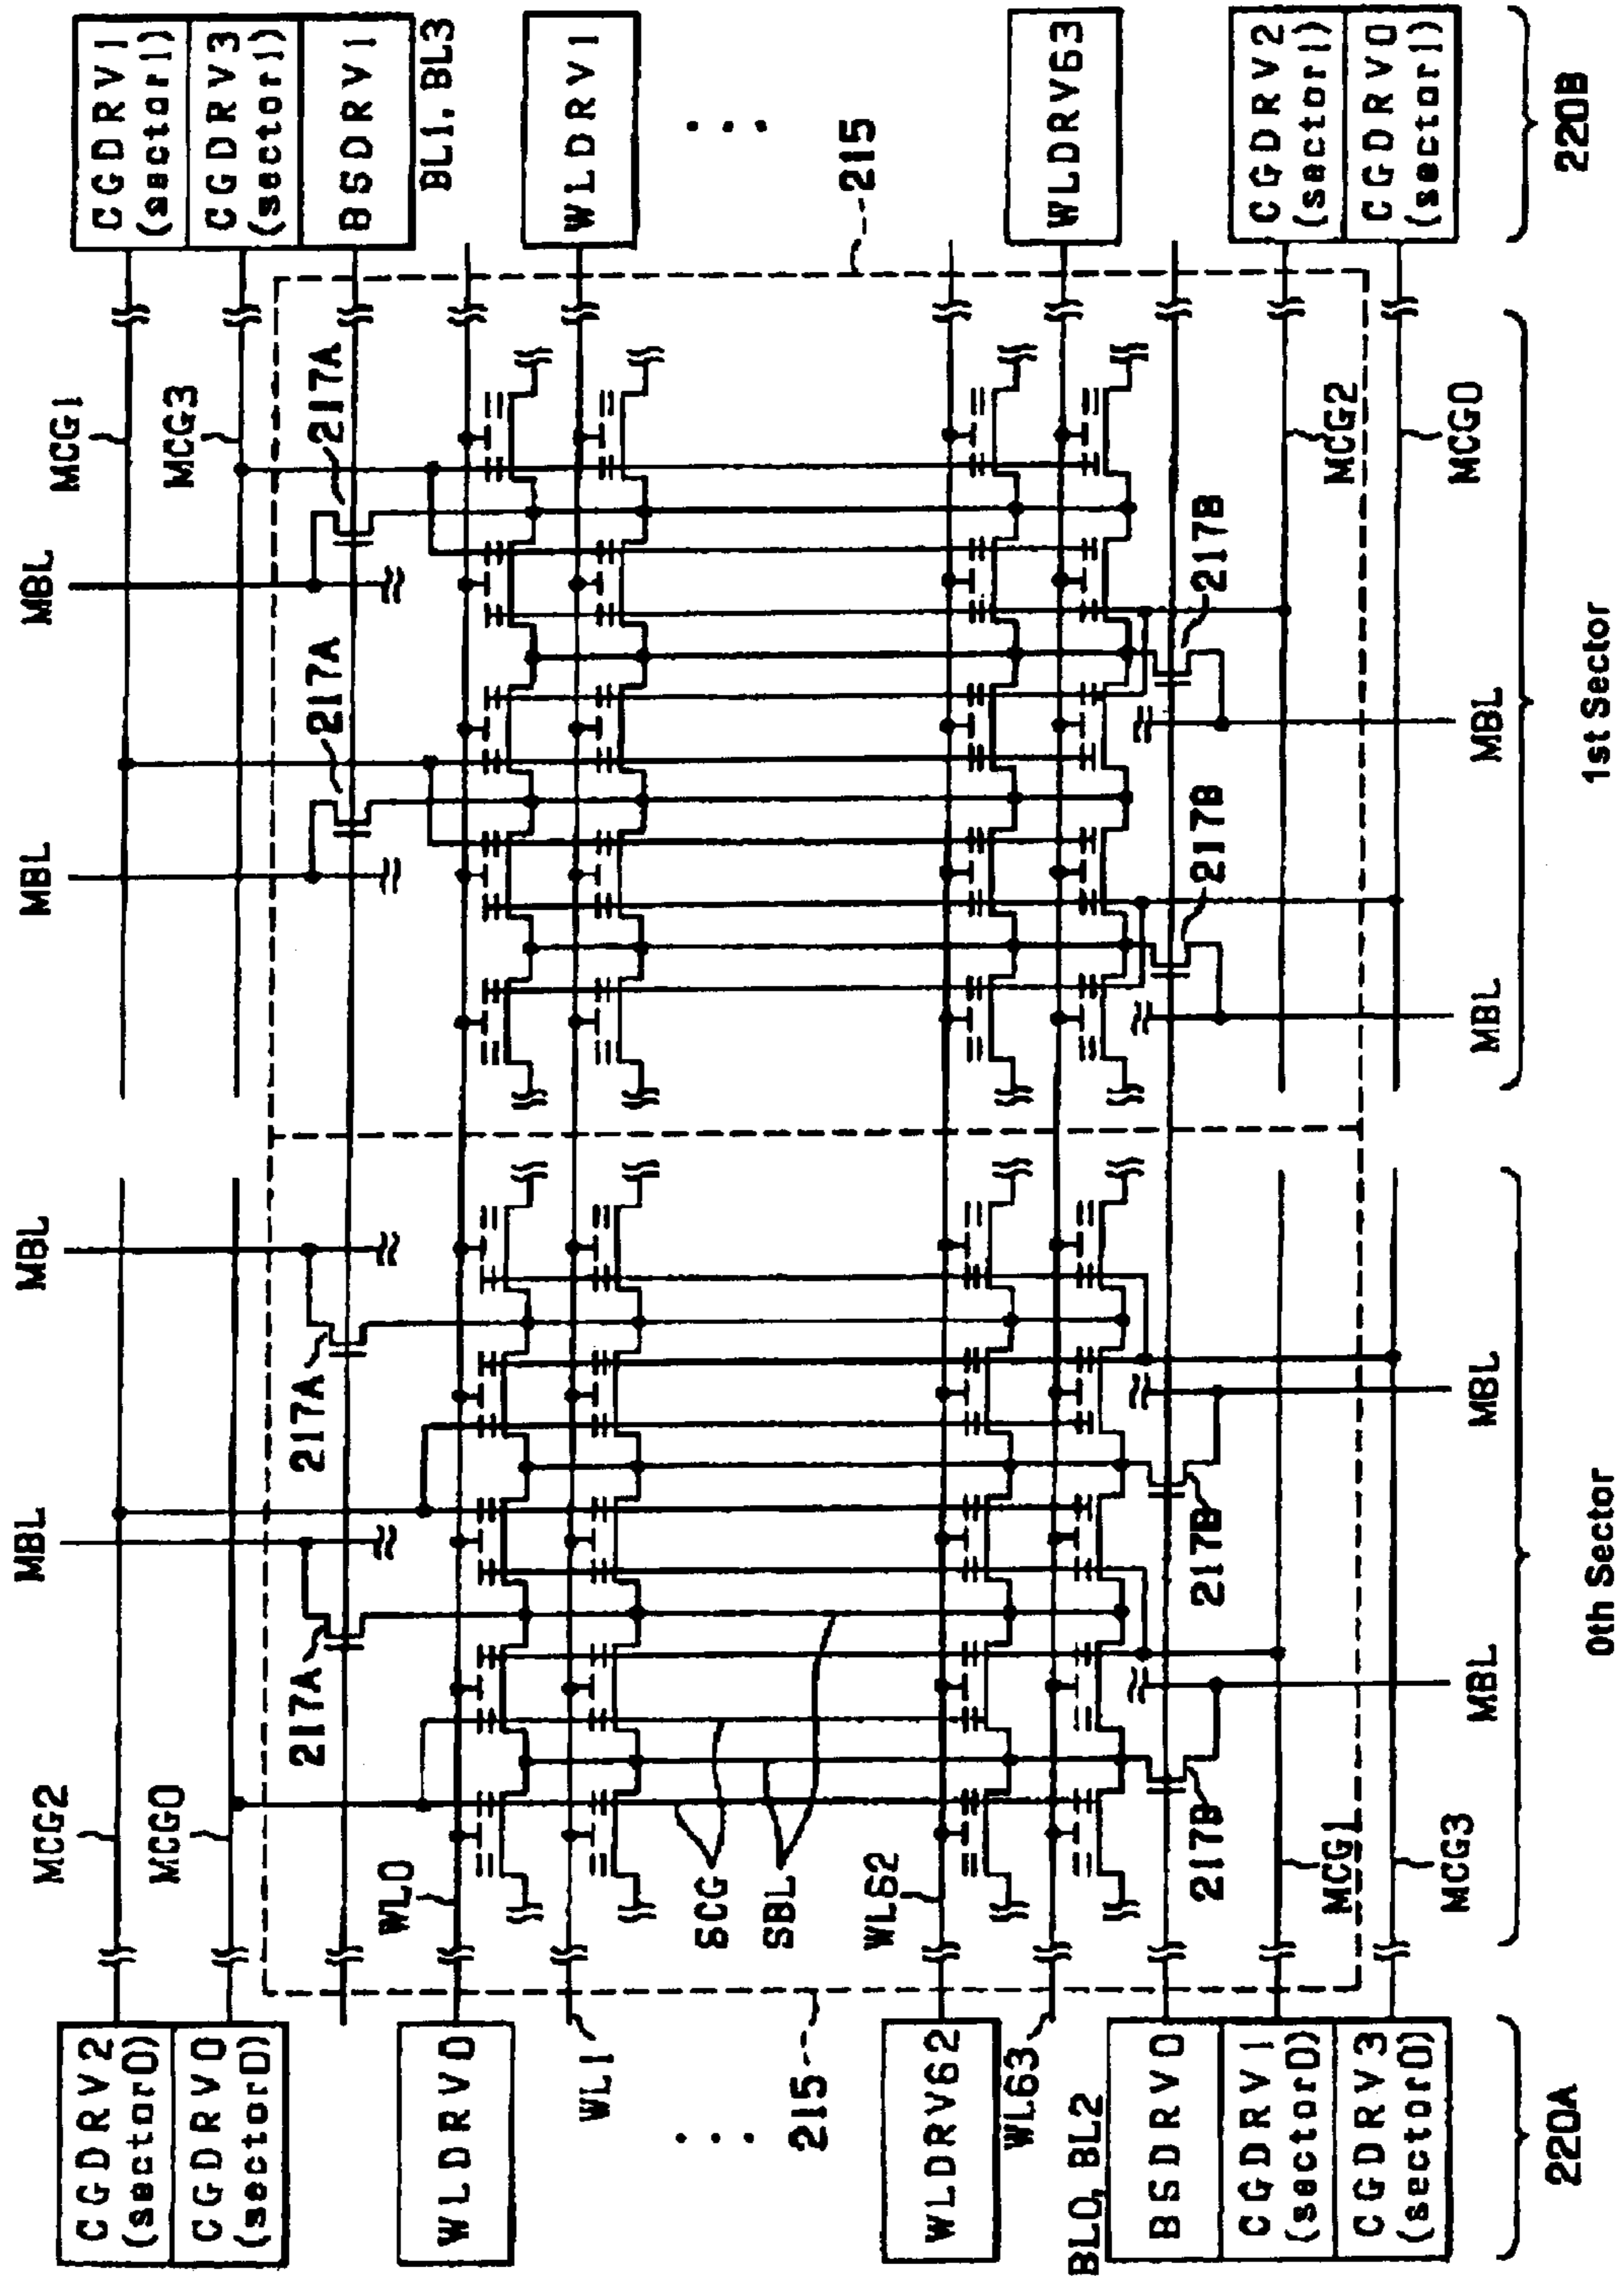 CGDRV2
(sector0)
CGDRV0
(sector0)
MCG2
MCG0
MBL
MBL
217A
217A
MBL
MBL
217A
217A
MCG1
MCG3
CGDRV1
(sector1)
CGDRV3
(sector1)
BSDRV1
BL1, BL3
WLDRV0
WL0
WL1
WLDRV1
SCG
SBL
...
215
215
...
WLDRV62
WL62
WL63
WLDRV63
BL0, BL2
BSDRV0
CGDRV1
(sector0)
CGDRV3
(sector0)
217B
217B
217B
217B
MCG1
MCG3
MCG2
MCG0
CGDRV2
(sector1)
CGDRV0
(sector1)
MBL
MBL
MBL
MBL
220A
0th Sector
1st Sector
220B